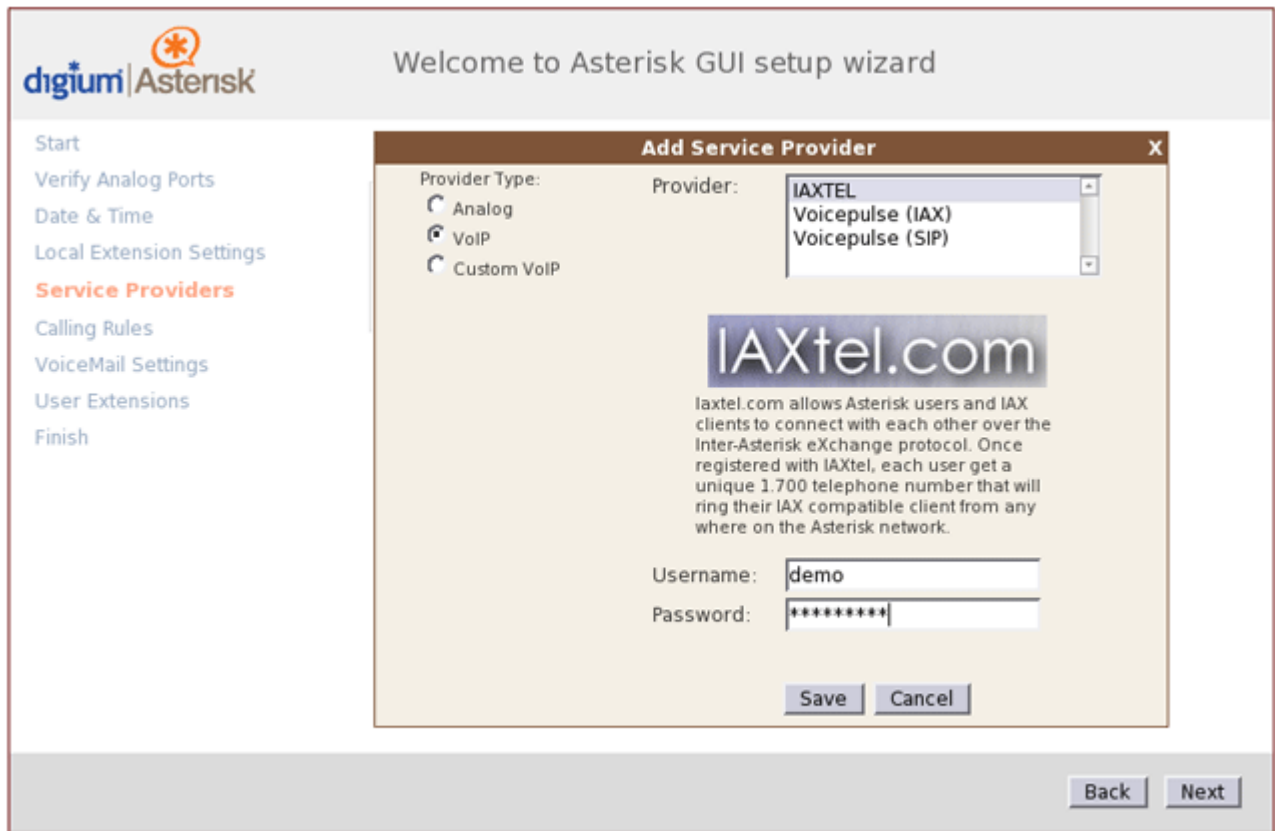 digium Asterisk
Welcome to Asterisk GUI setup wizard
Start
Verify Analog Ports
Date & Time
Local Extension Settings
Service Providers
Calling Rules
VoiceMail Settings
User Extensions
Finish
Add Service Provider X
Provider Type:
Analog
VoIP
Custom VoIP
Provider:
IAXTEL
Voicepulse (IAX)
Voicepulse (SIP)
IAXtel.com
Iaxtel.com allows Asterisk users and IAX
clients to connect with each other over the
Inter-Asterisk eXchange protocol. Once
registered with IAXtel, each user get a
unique 1.700 telephone number that will
ring their IAX compatible client from any
where on the Asterisk network.
Username: demo
Password: *********
Save Cancel
Back Next